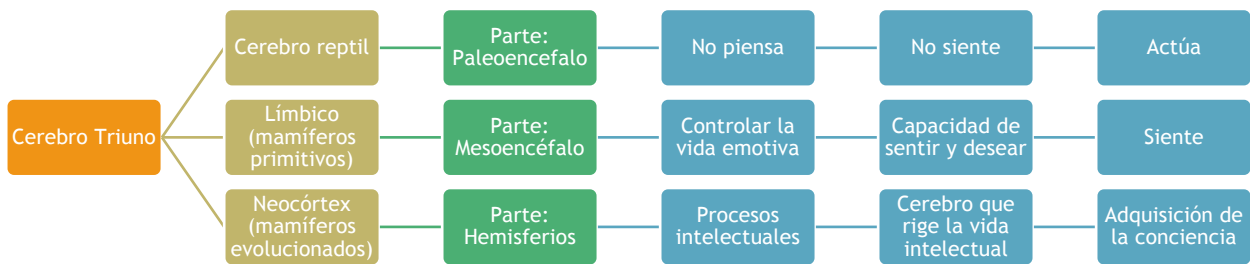 Cerebro Triuno
Cerebro reptil
Parte:
Paleoencefalo
No piensa
No siente
Actúa
Límbico
(mamíferos
primitivos)
Parte:
Mesoencéfalo
Controlar la
vida emotiva
Capacidad de
sentir y desear
Siente
Neocórtex
(mamíferos
evolucionados)
Parte:
Hemisferios
Procesos
intelectuales
Cerebro que
rige la vida
intelectual
Adquisición de
la conciencia